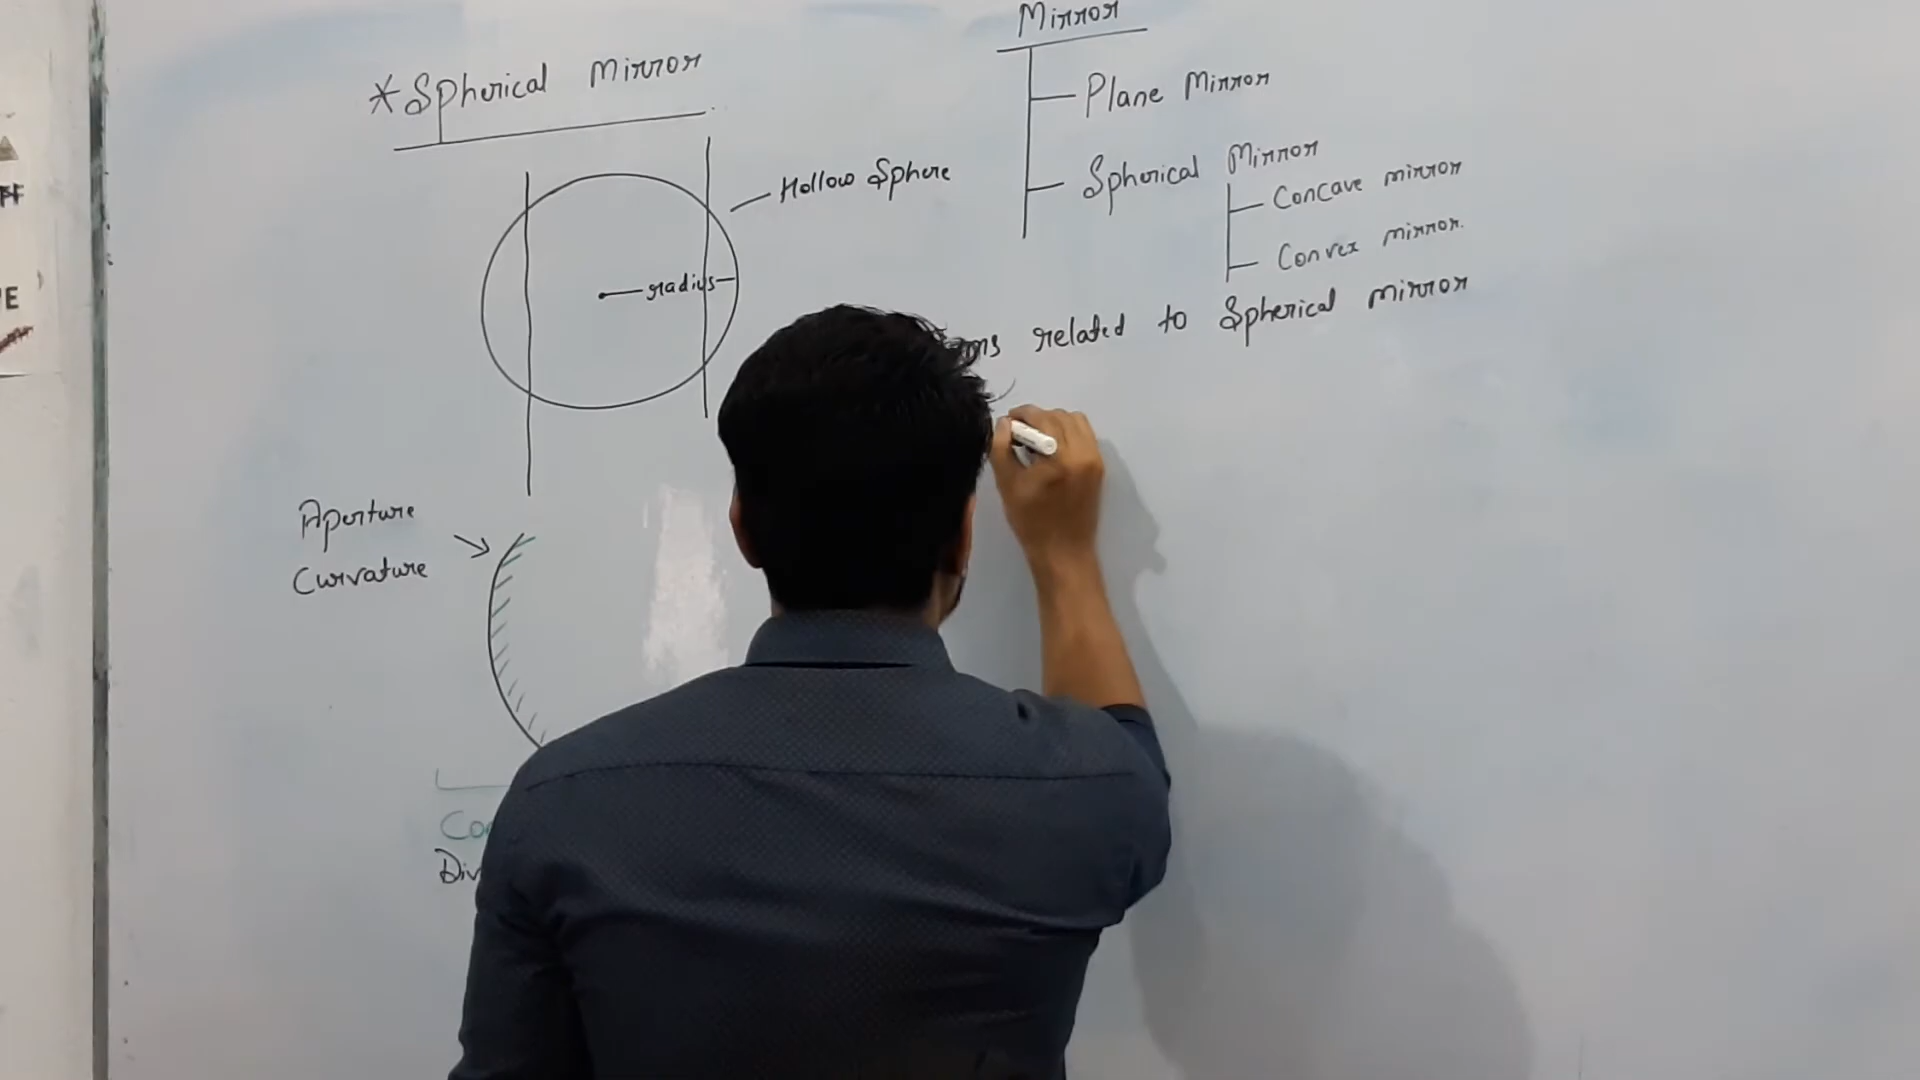 *Spherical Mirror
Hollow Sphere
radius
Aperture
Curvature
Mirror
Plane Mirror
Spherical Mirror
Concave mirror
Convex mirror.
related to Spherical mirror